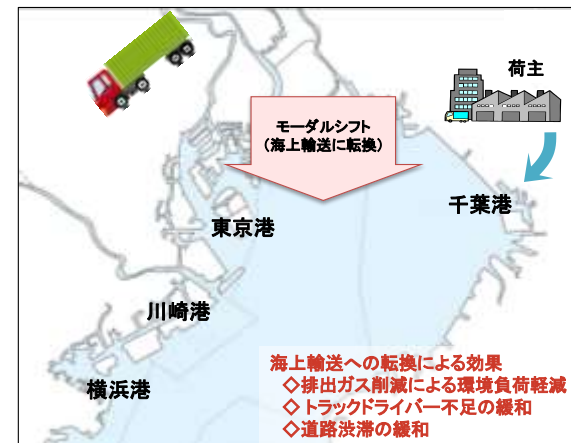 荷主
モーダルシフト
(海上輸送に転換)
千葉港
東京港
川崎港
横浜港
海上輸送への転換による効果
◇排出ガス削減による環境負荷軽減
◇トラックドライバー不足の緩和
◇道路渋滞の緩和